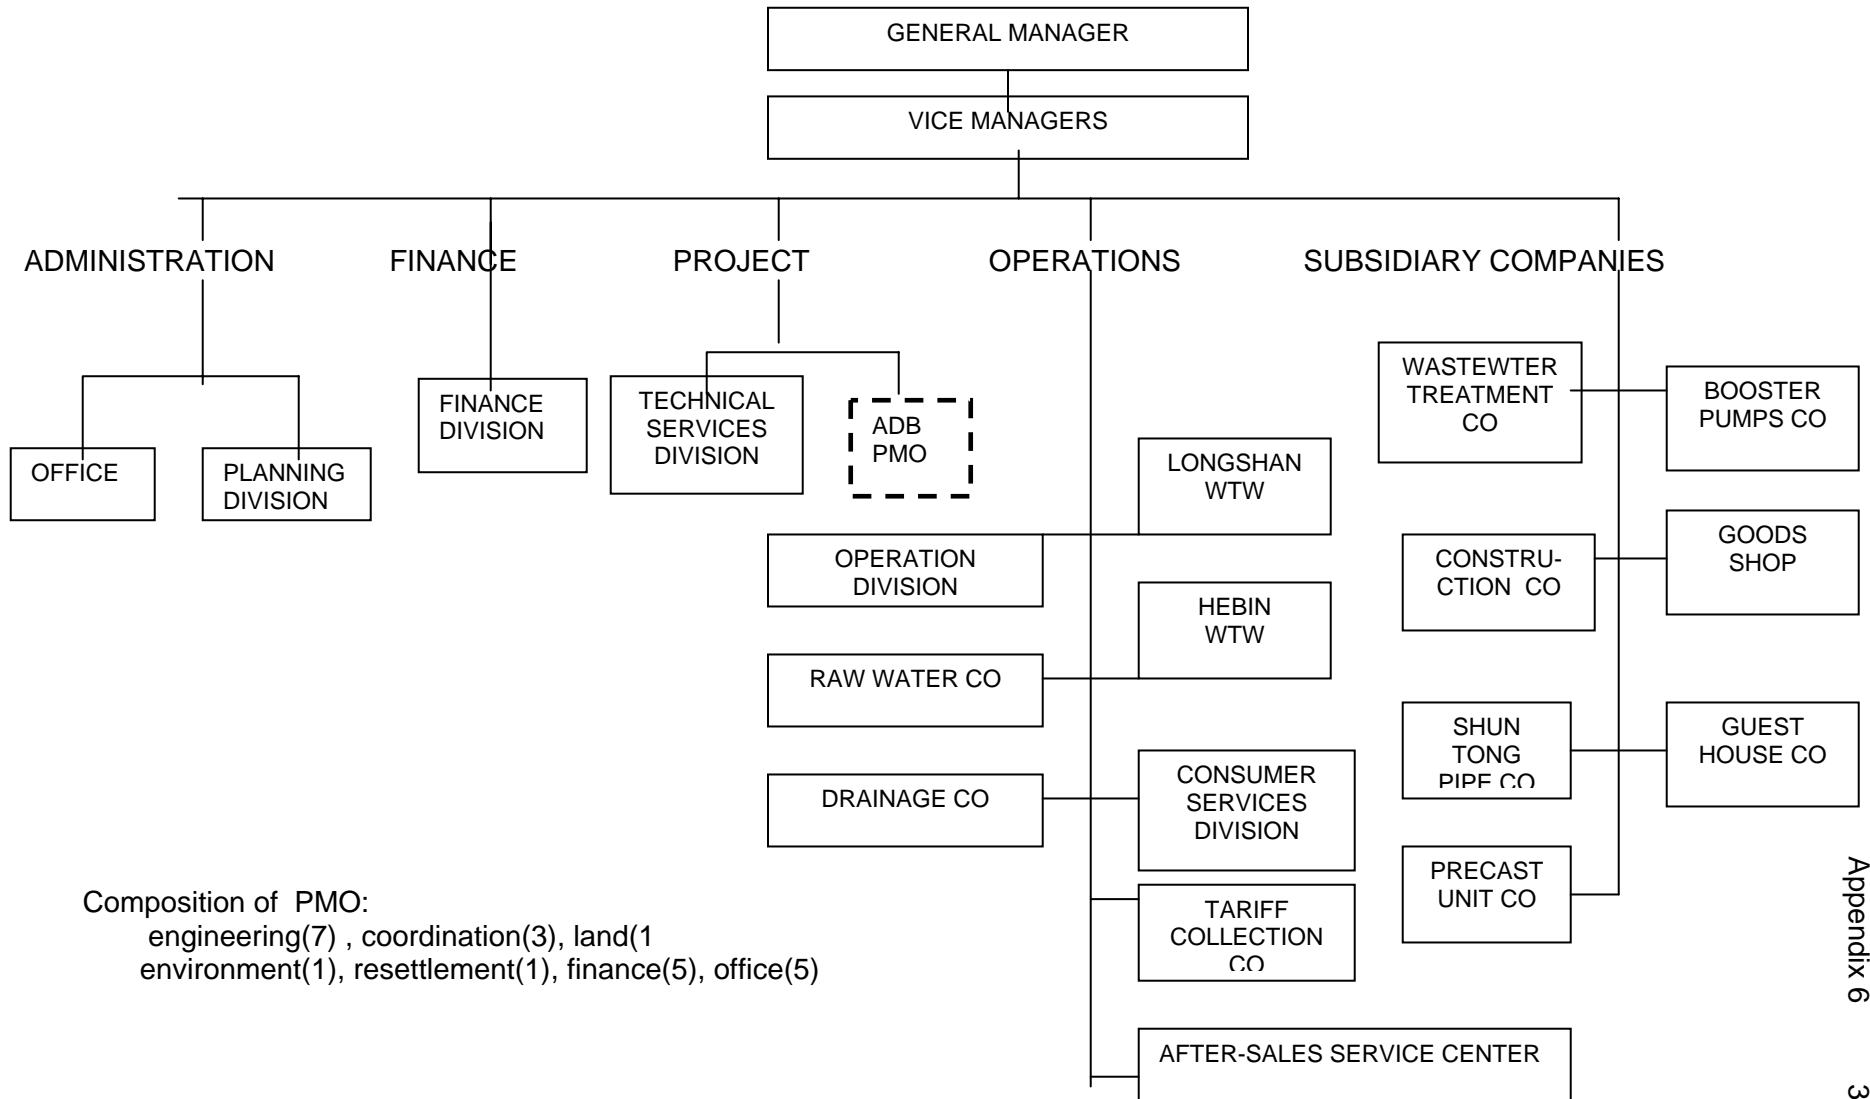 GENERAL MANAGER
VICE MANAGERS
ADMINISTRATION
FINANCE
PROJECT
OPERATIONS
SUBSIDIARY COMPANIES
OFFICE
PLANNING
DIVISION
FINANCE
DIVISION
TECHNICAL
SERVICES
DIVISION
ADB
PMO
OPERATION
DIVISION
LONGSHAN
WTW
RAW WATER CO
HEBIN
WTW
DRAINAGE CO
CONSUMER
SERVICES
DIVISION
TARIFF
COLLECTION
CO
AFTER-SALES SERVICE CENTER
WASTEWTER
TREATMENT
CO
BOOSTER
PUMPS CO
CONSTRU-
CTION  CO
GOODS
SHOP
SHUN
TONG
PIPE CO
GUEST
HOUSE CO
PRECAST
UNIT CO
Composition of  PMO:
engineering(7) , coordination(3), land(1
environment(1), resettlement(1), finance(5), office(5)
Appendix 6
3